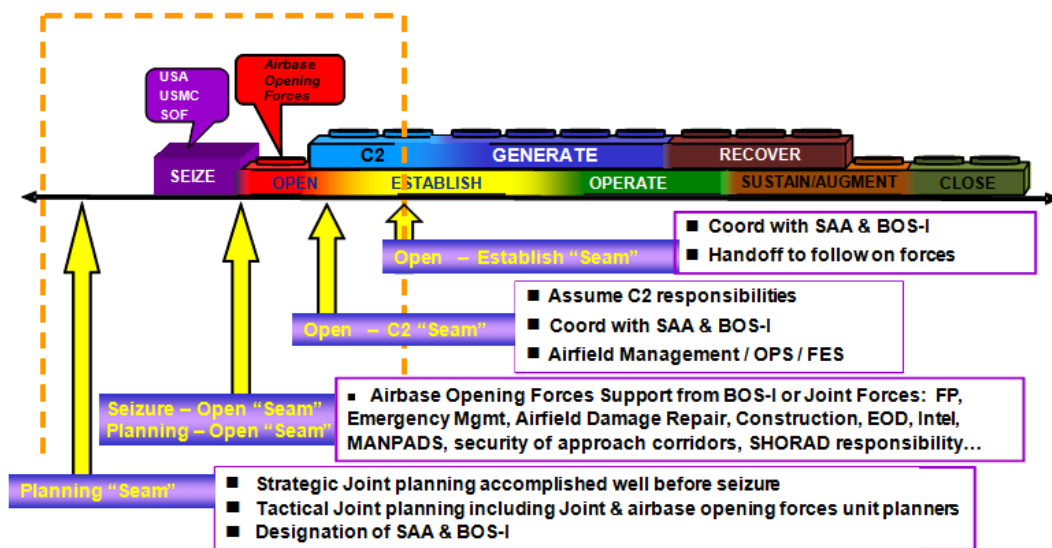 USA
USMC
SOF
Airbase
Opening
Forces
C2
GENERATE
RECOVER
SEIZE
OPEN
ESTABLISH
OPERATE
SUSTAIN/AUGMENT
CLOSE
Open – Establish “Seam”
■ Coord with SAA & BOS-I
■ Handoff to follow on forces
Open – C2 “Seam”
■ Assume C2 responsibilities
■ Coord with SAA & BOS-I
■ Airfield Management / OPS / FES
Seizure – Open “Seam”
Planning – Open “Seam”
■ Airbase Opening Forces Support from BOS-I or Joint Forces: FP,
Emergency Mgmt, Airfield Damage Repair, Construction, EOD, Intel,
MANPADS, security of approach corridors, SHORAD responsibility…
Planning “Seam”
■ Strategic Joint planning accomplished well before seizure
■ Tactical Joint planning including Joint & airbase opening forces unit planners
■ Designation of SAA & BOS-I